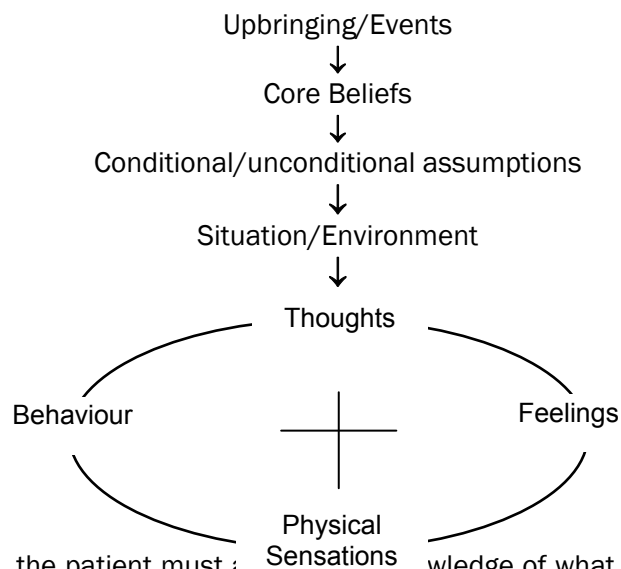 Upbringing/Events
Core Beliefs
Conditional/unconditional assumptions
Situation/Environment
Thoughts
Behaviour
Feelings
Physical
Sensations
the patient must
of what